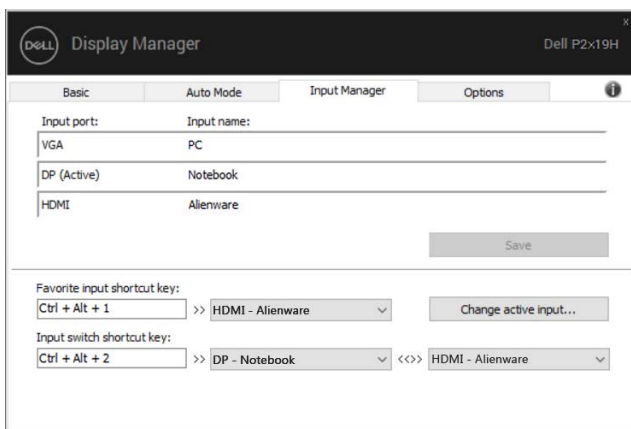 x
DELL Display Manager Dell P2x19H
Basic Auto Mode Input Manager Options i
Input port: Input name:
VGA PC
DP (Active) Notebook
HDMI Alienware
Save
Favorite input shortcut key:
Ctrl + Alt + 1 >> HDMI - Alienware Change active input...
Input switch shortcut key:
Ctrl + Alt + 2 >> DP - Notebook <<>> HDMI - Alienware